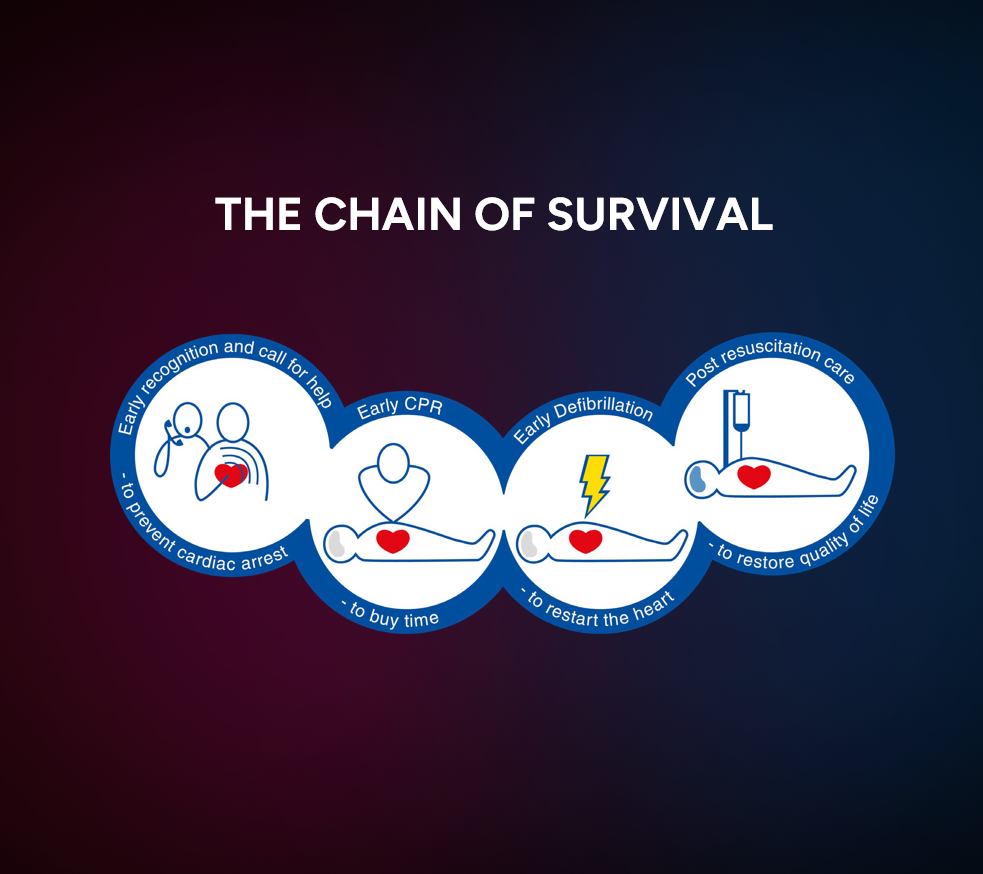 THE CHAIN OF SURVIVAL
Early recognition and call for help
- to prevent cardiac arrest
Early CPR
- to buy time
Early Defibrillation
- to restart the heart
Post resuscitation care
- to restore quality of life